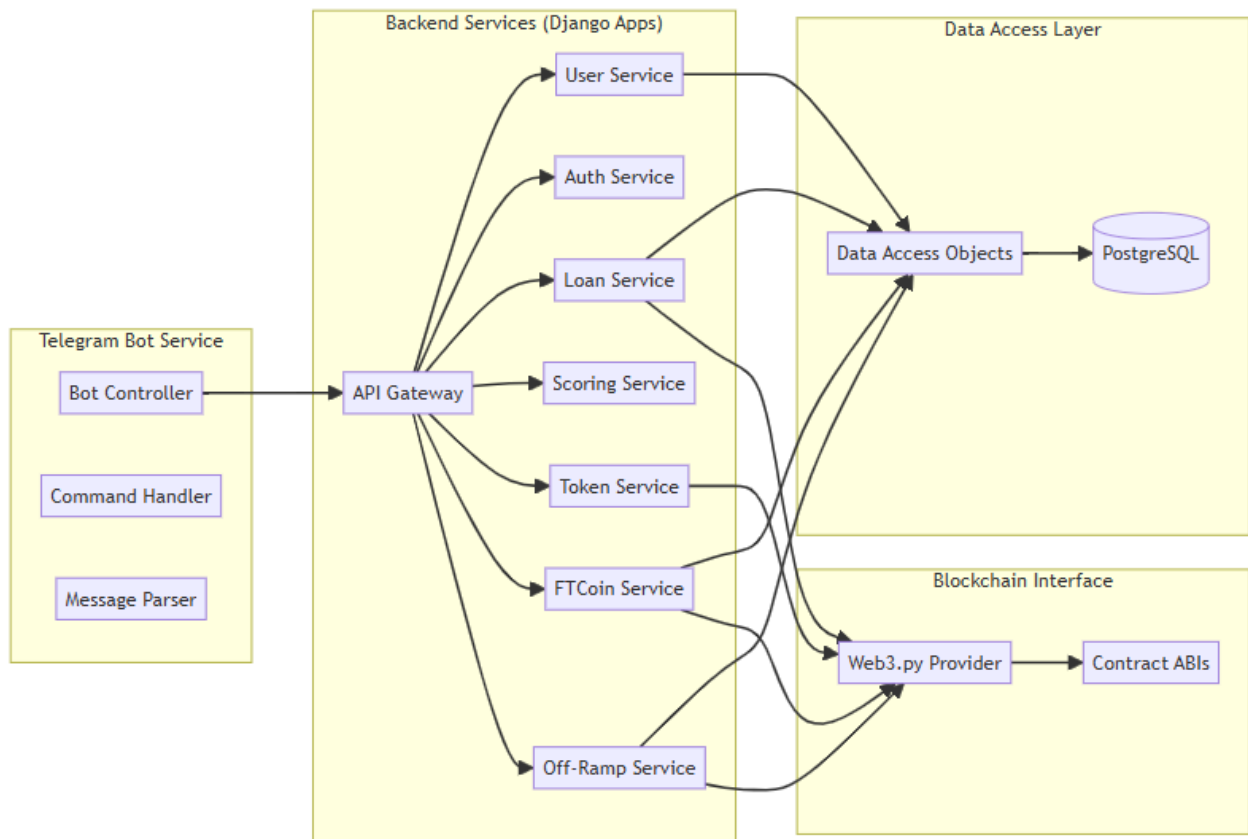 Backend Services (Django Apps)
User Service
Auth Service
Loan Service
Scoring Service
Token Service
FTCoin Service
Off-Ramp Service
API Gateway
Telegram Bot Service
Bot Controller
Command Handler
Message Parser
Data Access Layer
Data Access Objects
PostgreSQL
Blockchain Interface
Web3.py Provider
Contract ABIs